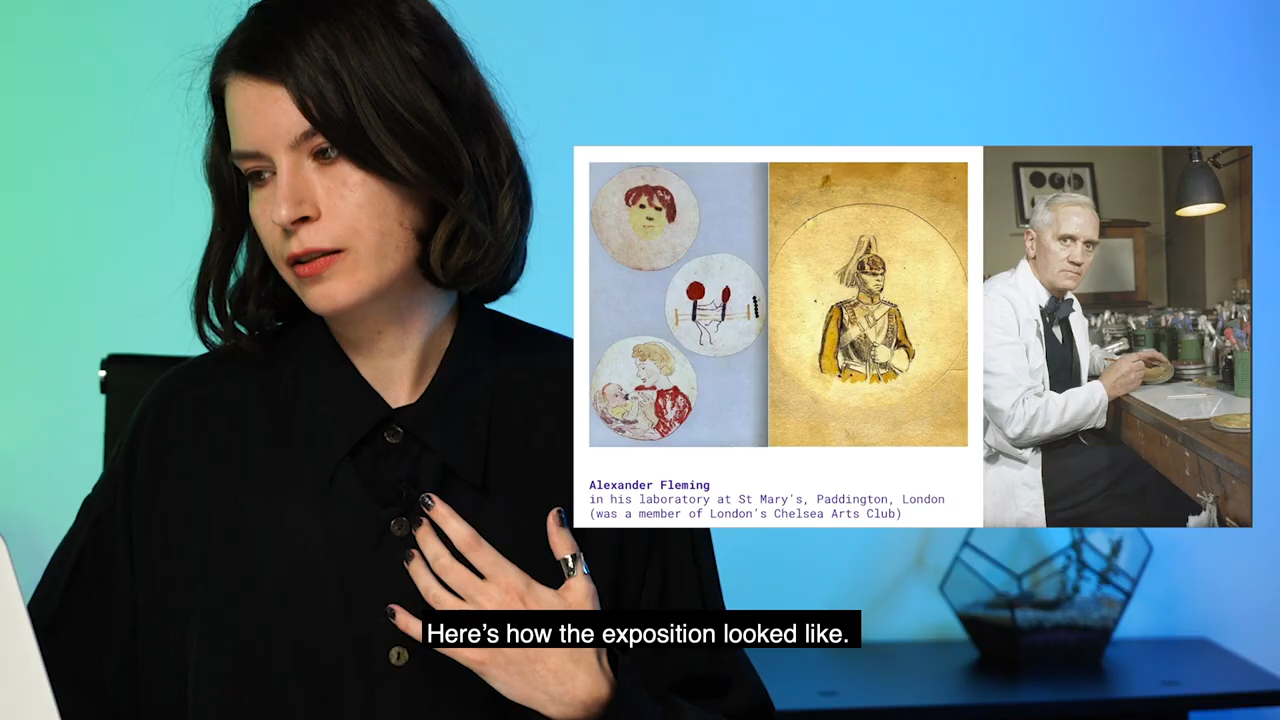 Alexander Fleming
in his laboratory at St Mary's, Paddington, London
(was a member of London's Chelsea Arts Club)
Here's how the exposition looked like.